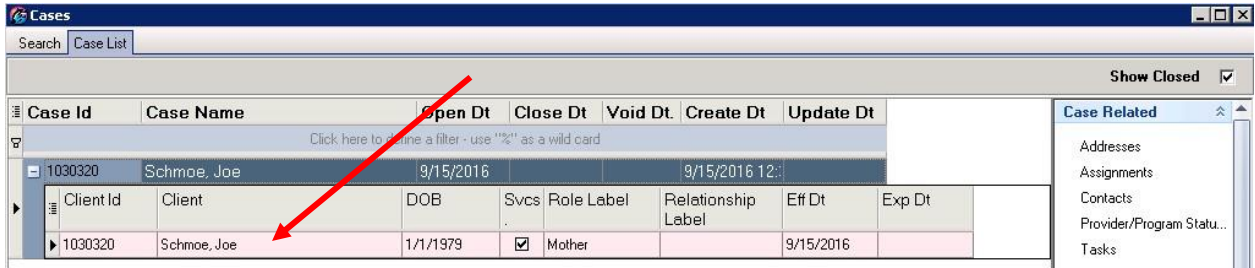 Cases
Search Case List
Show Closed
Case Id Case Name Open Dt Close Dt Void Dt. Create Dt Update Dt
Click here to define a filter - use "%" as a wild card
1030320 Schmoe, Joe 9/15/2016 9/15/2016 12:
Client Id Client DOB Svcs Role Label Relationship Eff Dt Exp Dt
. Label
1030320 Schmoe, Joe 1/1/1979 Mother 9/15/2016
Case Related
Addresses
Assignments
Contacts
Provider/Program Statu...
Tasks